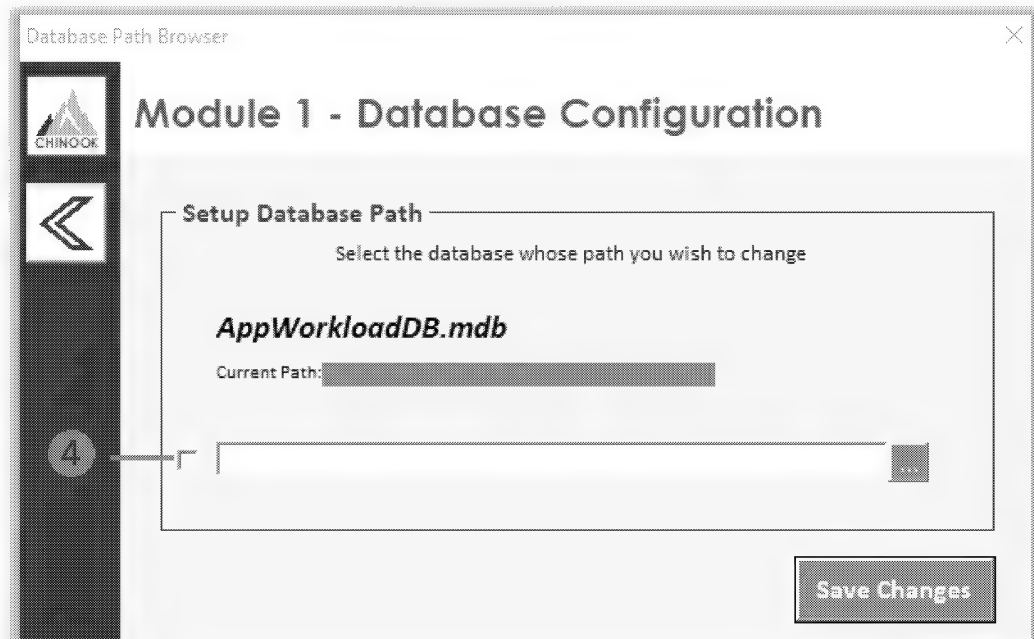 Database Path Browser
CHINOOK
Module 1 - Database Configuration
Setup Database Path
Select the database whose path you wish to change
AppWorkloadDB.mdb
Current Path:
4
...
Save Changes